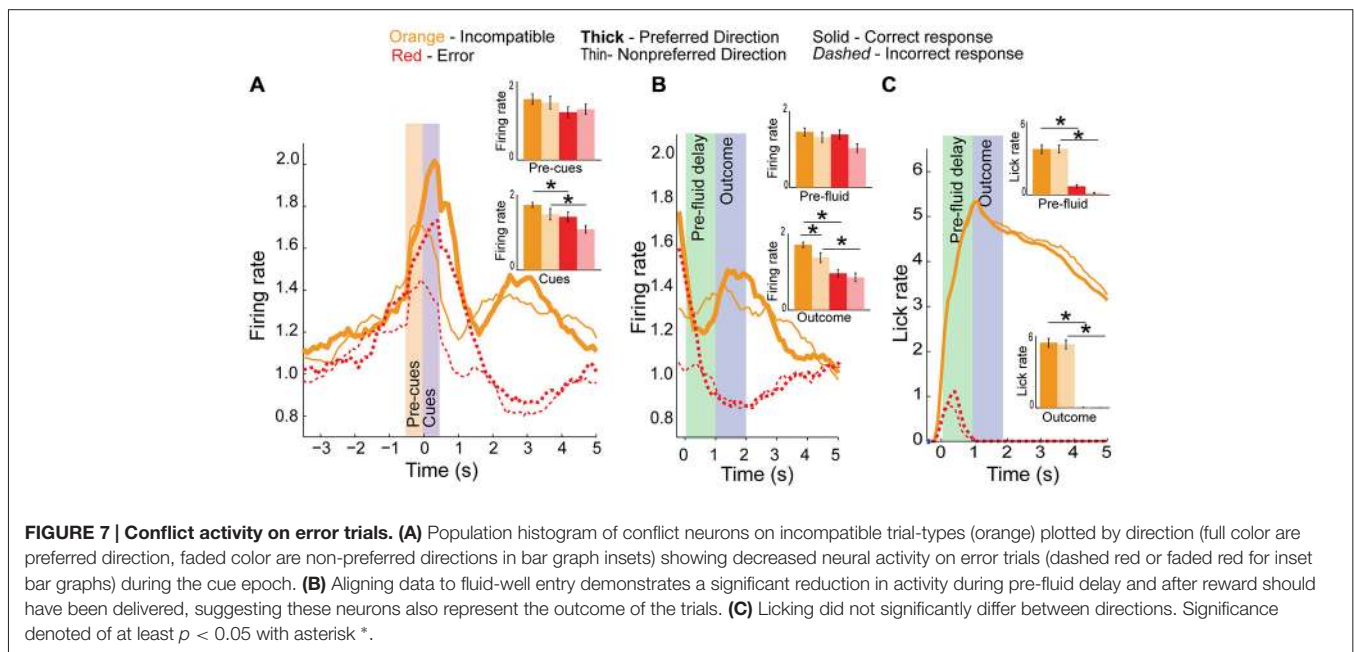 Orange - Incompatible
Red - Error
Thick - Preferred Direction
Thin- Nonpreferred Direction
Solid - Correct response
Dashed - Incorrect response
A
Firing rate
2.0
1.8
1.6
1.4
1.2
1.0
0.8
Pre-cues
Cues
−3 −2 −1 0 1 2 3 4 5
Time (s)
Firing rate
2
0
Pre-cues
*
*
Firing rate
2
0
Cues
B
Firing rate
2.0
1.8
1.6
1.4
1.2
1.0
0.8
Pre-fluid delay
Outcome
0 1 2 3 4 5
Time (s)
Firing rate
2
0
Pre-fluid
*
* *
Firing rate
2
0
Outcome
C
Lick rate
6
5
4
3
2
1
0
Pre-fluid delay
Outcome
0 1 2 3 4 5
Time (s)
*
*
Lick rate
6
0
Pre-fluid
*
*
Lick rate
6
0
Outcome
FIGURE 7 | Conflict activity on error trials. (A) Population histogram of conflict neurons on incompatible trial-types (orange) plotted by direction (full color are
preferred direction, faded color are non-preferred directions in bar graph insets) showing decreased neural activity on error trials (dashed red or faded red for inset
bar graphs) during the cue epoch. (B) Aligning data to fluid-well entry demonstrates a significant reduction in activity during pre-fluid delay and after reward should
have been delivered, suggesting these neurons also represent the outcome of the trials. (C) Licking did not significantly differ between directions. Significance
denoted of at least p < 0.05 with asterisk *.